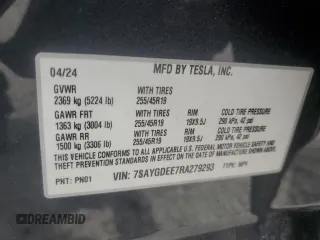 MFD BY TESLA, INC.
04/24
GVWR WITH TIRES
2369 kg (5224 lb) 255/45R19
GAWR FRT WITH TIRES RIM COLD TIRE PRESSURE
1363 kg (3004 lb) 255/45R19 19X9.5J 290 kPa, 42 psi
GAWR RR WITH TIRES RIM COLD TIRE PRESSURE
1500 kg (3306 lb) 255/45R19 19X9.5J 290 kPa, 42 psi
THIS VEHICLE CONFORMS TO ALL APPLICABLE FEDERAL MOTOR VEHICLE SAFETY AND THEFT PREVENTION STANDARDS IN EFFECT ON THE DATE OF MANUFACTURE SHOWN ABOVE.
PNT: PN01 VIN: 7SAYGDEE7RA279293 TYPE: MPV
DREAMBID